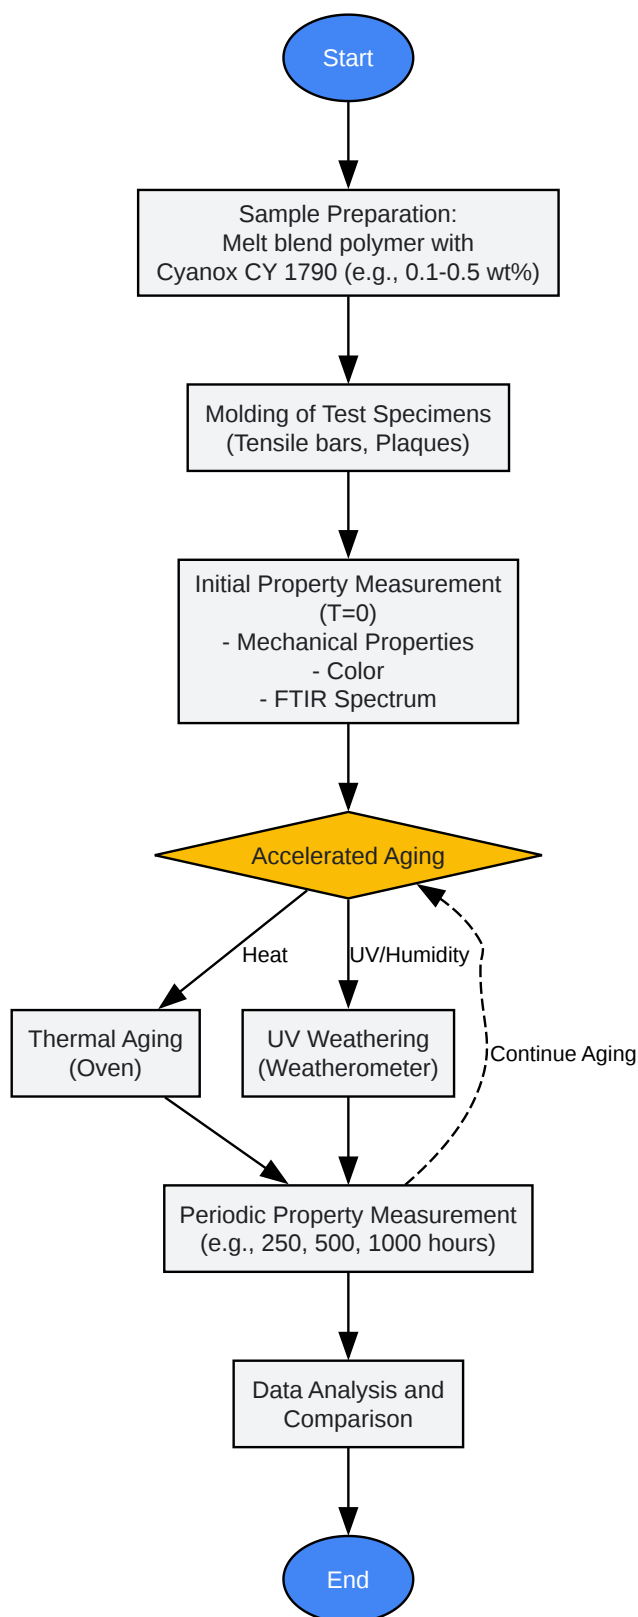 Start
Sample Preparation:
Melt blend polymer with
Cyanox CY 1790 (e.g., 0.1-0.5 wt%)
Molding of Test Specimens
(Tensile bars, Plaques)
Initial Property Measurement
(T=0)
- Mechanical Properties
- Color
- FTIR Spectrum
Accelerated Aging
Heat
UV/Humidity
Thermal Aging
(Oven)
UV Weathering
(Weatherometer)
Continue Aging
Periodic Property Measurement
(e.g., 250, 500, 1000 hours)
Data Analysis and
Comparison
End